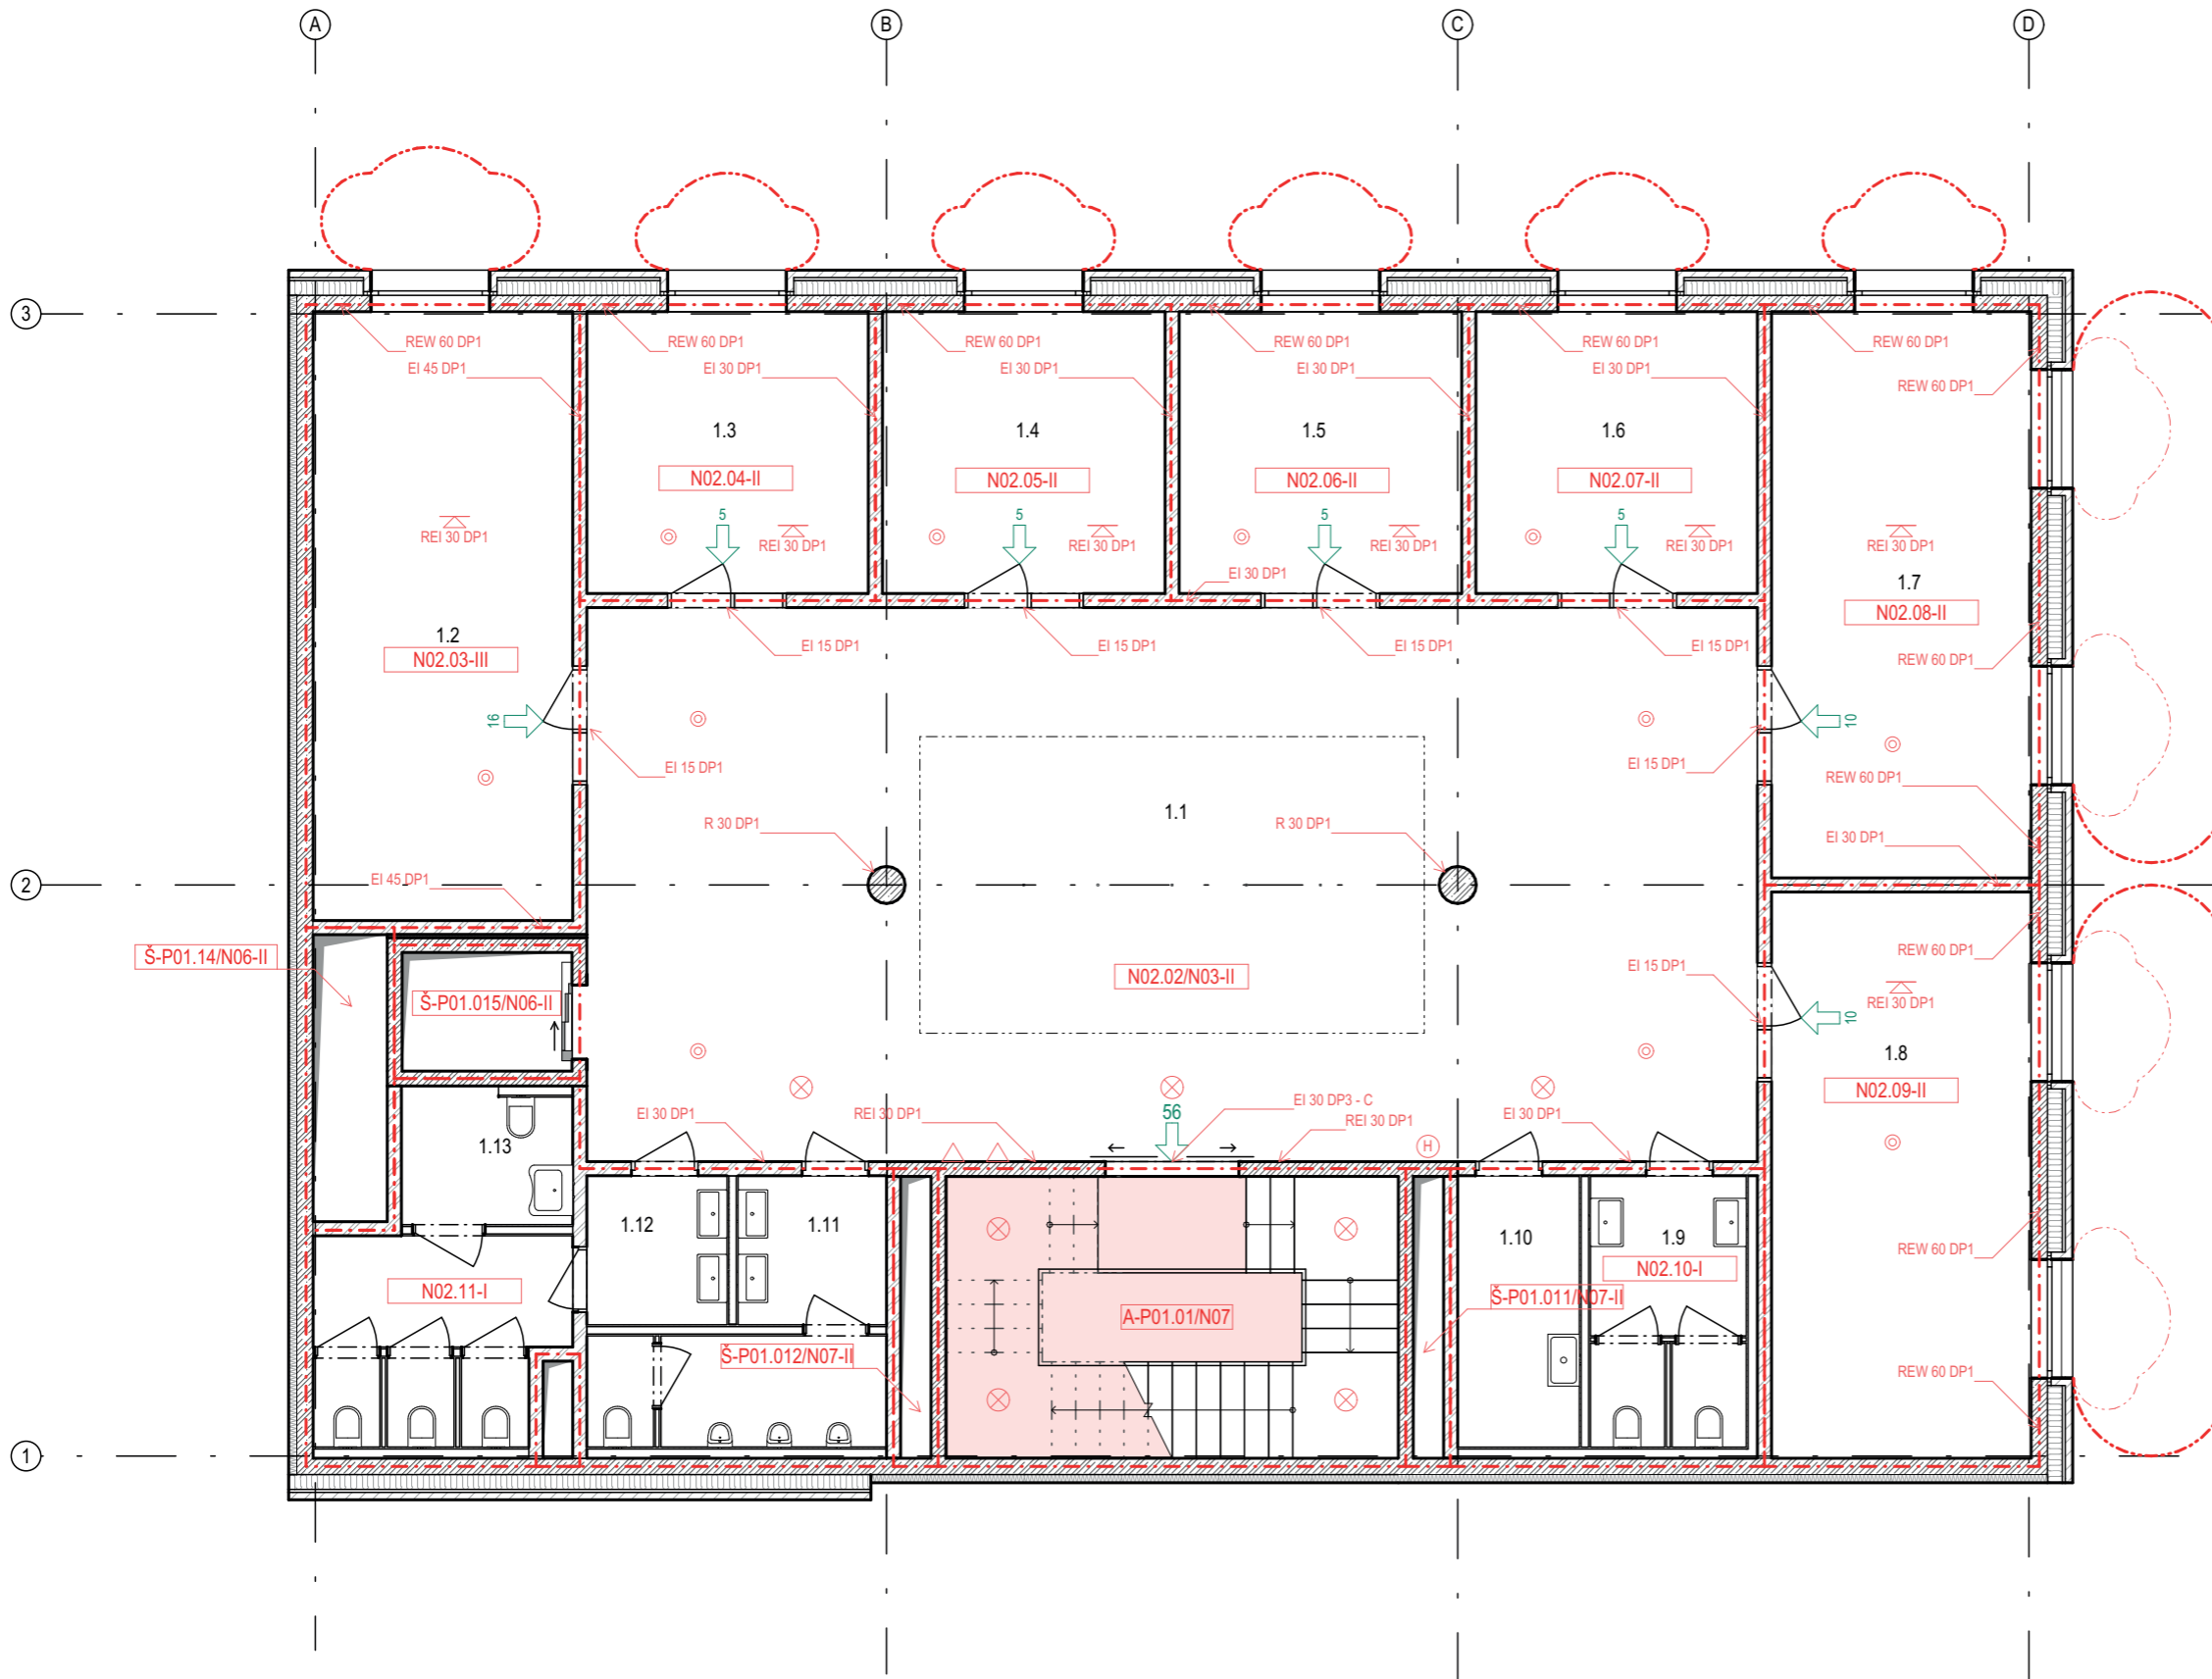 A B C D
3
REW 60 DP1 REW 60 DP1 REW 60 DP1 REW 60 DP1 REW 60 DP1 REW 60 DP1
EI 45 DP1 EI 30 DP1 EI 30 DP1 EI 30 DP1 EI 30 DP1
REW 60 DP1
1.3 1.4 1.5 1.6
N02.04-II N02.05-II N02.06-II N02.07-II
5 5 5 5
REI 30 DP1 REI 30 DP1 REI 30 DP1 REI 30 DP1 REI 30 DP1 REI 30 DP1
EI 30 DP1
1.7
N02.08-II
1.2
N02.03-III
EI 15 DP1 EI 15 DP1 EI 15 DP1 EI 15 DP1
REW 60 DP1
16 10
EI 15 DP1 EI 15 DP1
REW 60 DP1
1.1
R 30 DP1 R 30 DP1
EI 30 DP1
2
EI 45 DP1
Š-P01.14/N06-II
REW 60 DP1
EI 15 DP1
N02.02/N03-II
Š-P01.015/N06-II
REI 30 DP1
10
1.8
N02.09-II
EI 30 DP1 REI 30 DP1 56 EI 30 DP3 - C
REI 30 DP1
EI 30 DP1
H
1.13
1.12 1.11 1.10 1.9
REW 60 DP1
N02.10-I
N02.11-I
Š-P01.011/N07-II
A-P01.01/N07
Š-P01.012/N07-II
REW 60 DP1
1